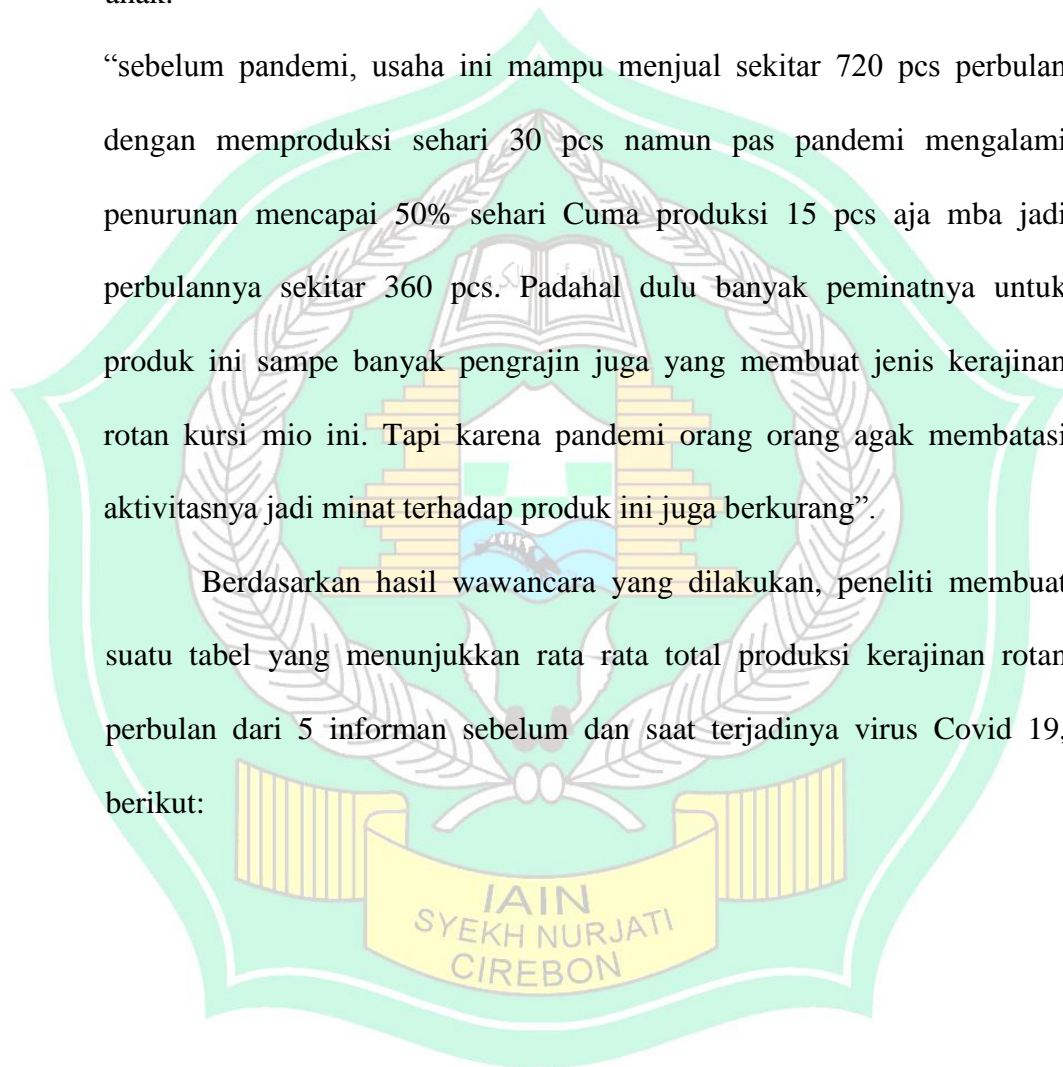 anak.
“sebelum pandemi, usaha ini mampu menjual sekitar 720 pcs perbulan
dengan memproduksi sehari 30 pcs namun pas pandemi mengalami
penurunan mencapai 50% sehari Cuma produksi 15 pcs aja mba jadi
perbulannya sekitar 360 pcs. Padahal dulu banyak peminatnya untuk
produk ini sampe banyak pengrajin juga yang membuat jenis kerajinan
rotan kursi mio ini. Tapi karena pandemi orang orang agak membatasi
aktivitasnya jadi minat terhadap produk ini juga berkurang”.
Berdasarkan hasil wawancara yang dilakukan, peneliti membuat
suatu tabel yang menunjukkan rata rata total produksi kerajinan rotan
perbulan dari 5 informan sebelum dan saat terjadinya virus Covid 19,
berikut:
IAIN
SYEKH NURJATI
CIREBON